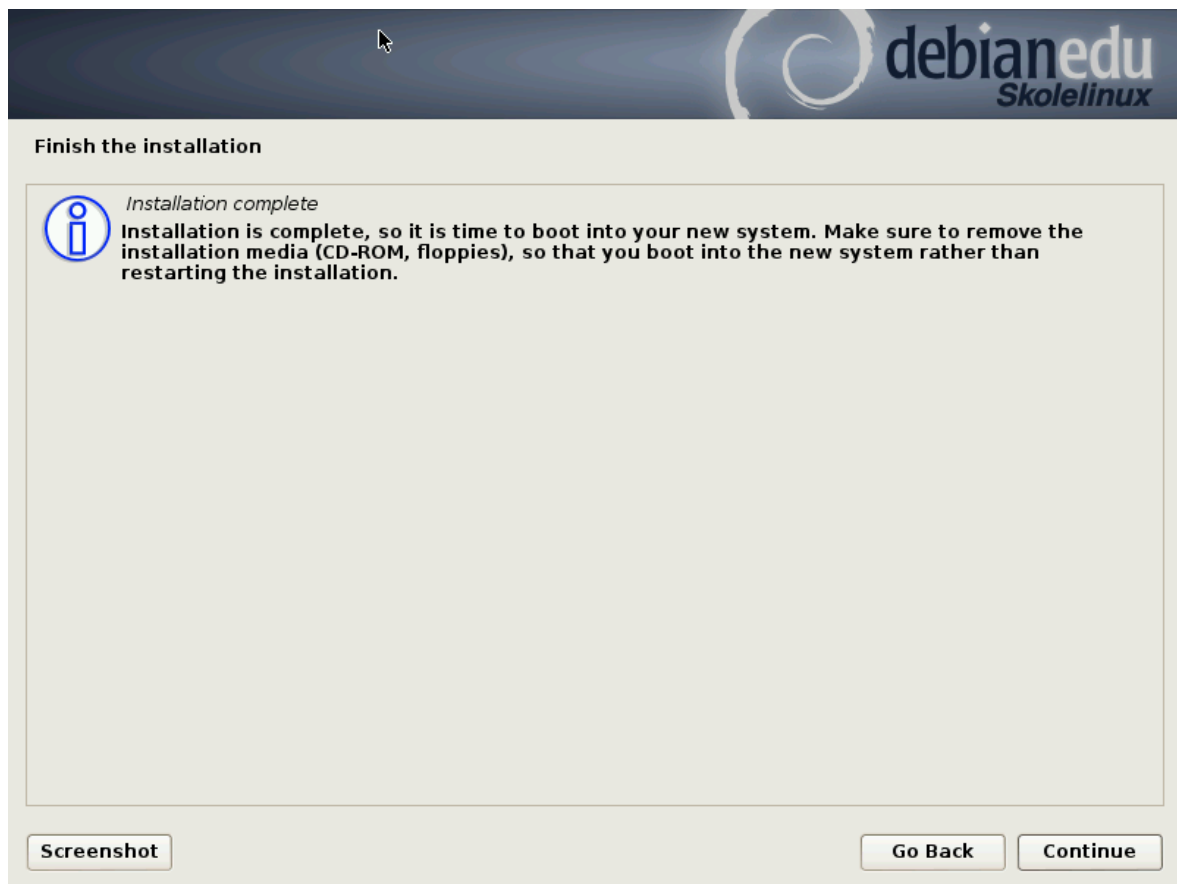 debianedu
Skolelinux
Finish the installation
Installation complete
Installation is complete, so it is time to boot into your new system. Make sure to remove the
installation media (CD-ROM, floppies), so that you boot into the new system rather than
restarting the installation.
Screenshot
Go Back
Continue